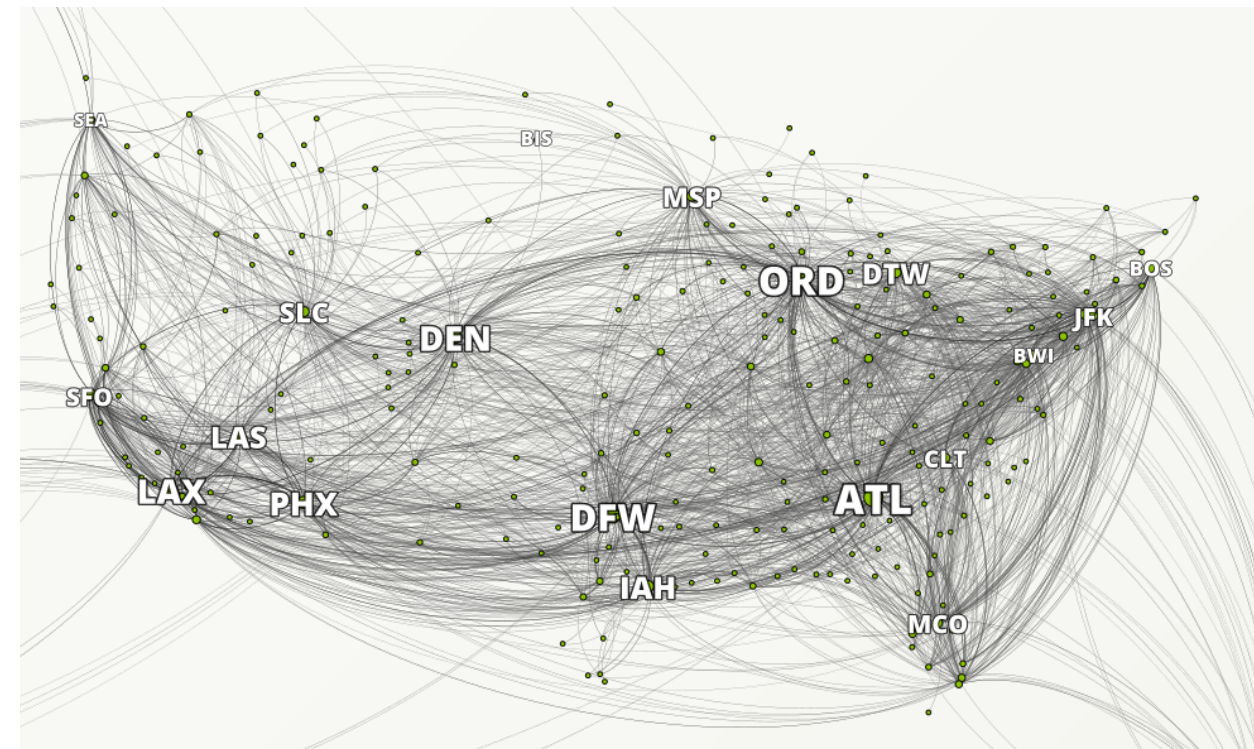 SEA
BIS
MSP
ORD
DTW
BOS
SLC
JFK
DEN
BWI
SFO
LAS
CLT
LAX
PHX
ATL
DFW
IAH
MCO